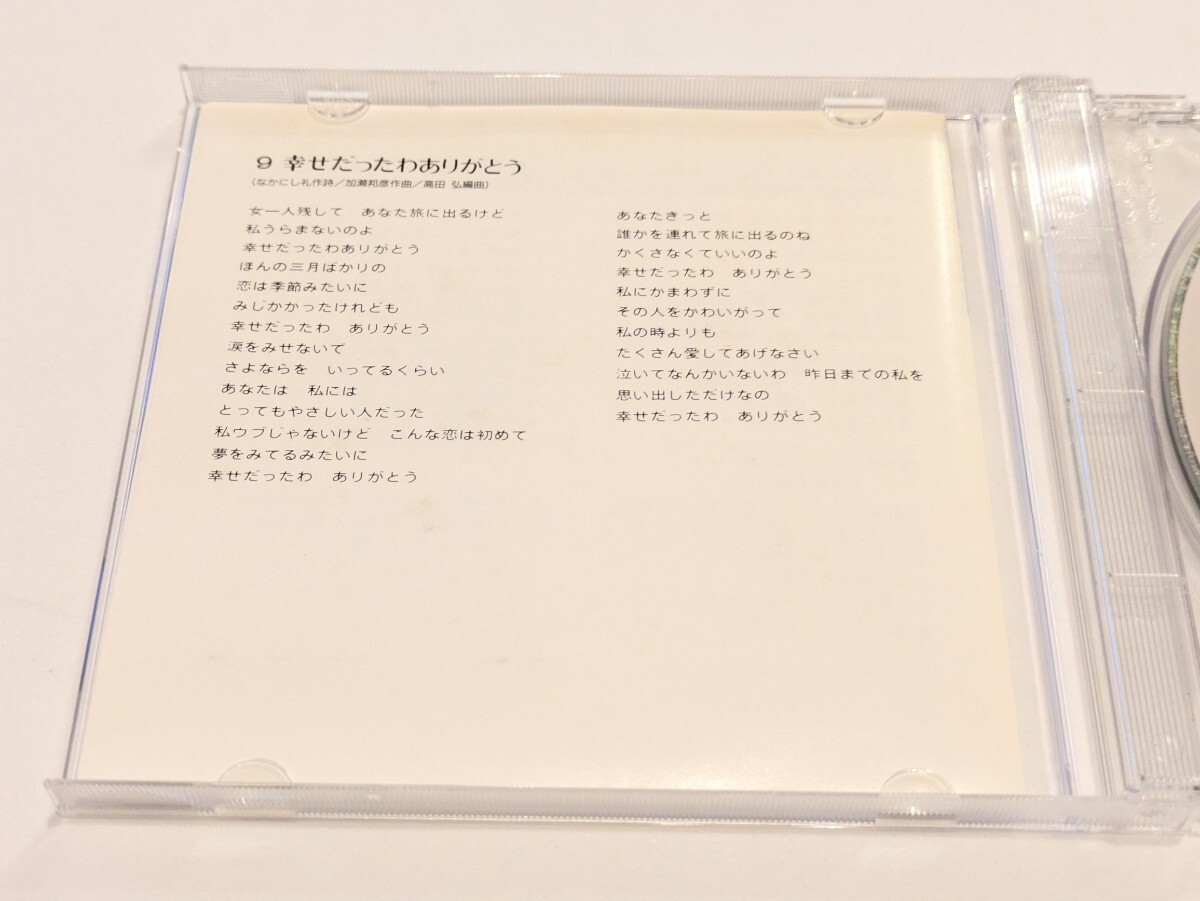 9 幸せだったわありがとう
(なかにし礼作詩/加瀬邦彦作曲/高田 弘編曲)
女一人残して　あなた旅に出るけど
私うらまないのよ
幸せだったわありがとう
ほんの三月ばかりの
恋は季節みたいに
みじかかったけれども
幸せだったわ　ありがとう
涙をみせないで
さよならを　いってるくらい
あなたは　私には
とってもやさしい人だった
私ウブじゃないけど　こんな恋は初めて
夢をみてるみたいに
幸せだったわ　ありがとう
あなたきっと
誰かを連れて旅に出るのね
かくさなくていいのよ
幸せだったわ　ありがとう
私にかまわずに
その人をかわいがって
私の時よりも
たくさん愛してあげなさい
泣いてなんかいないわ　昨日までの私を
思い出しただけなの
幸せだったわ　ありがとう